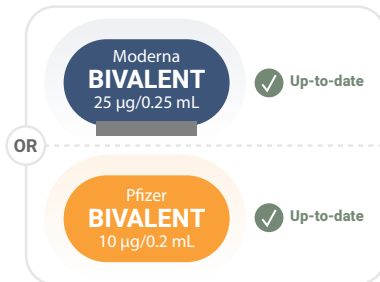 Moderna
BIVALENT
25 µg/0.25 mL
Up-to-date
OR
Pfizer
BIVALENT
10 µg/0.2 mL
Up-to-date